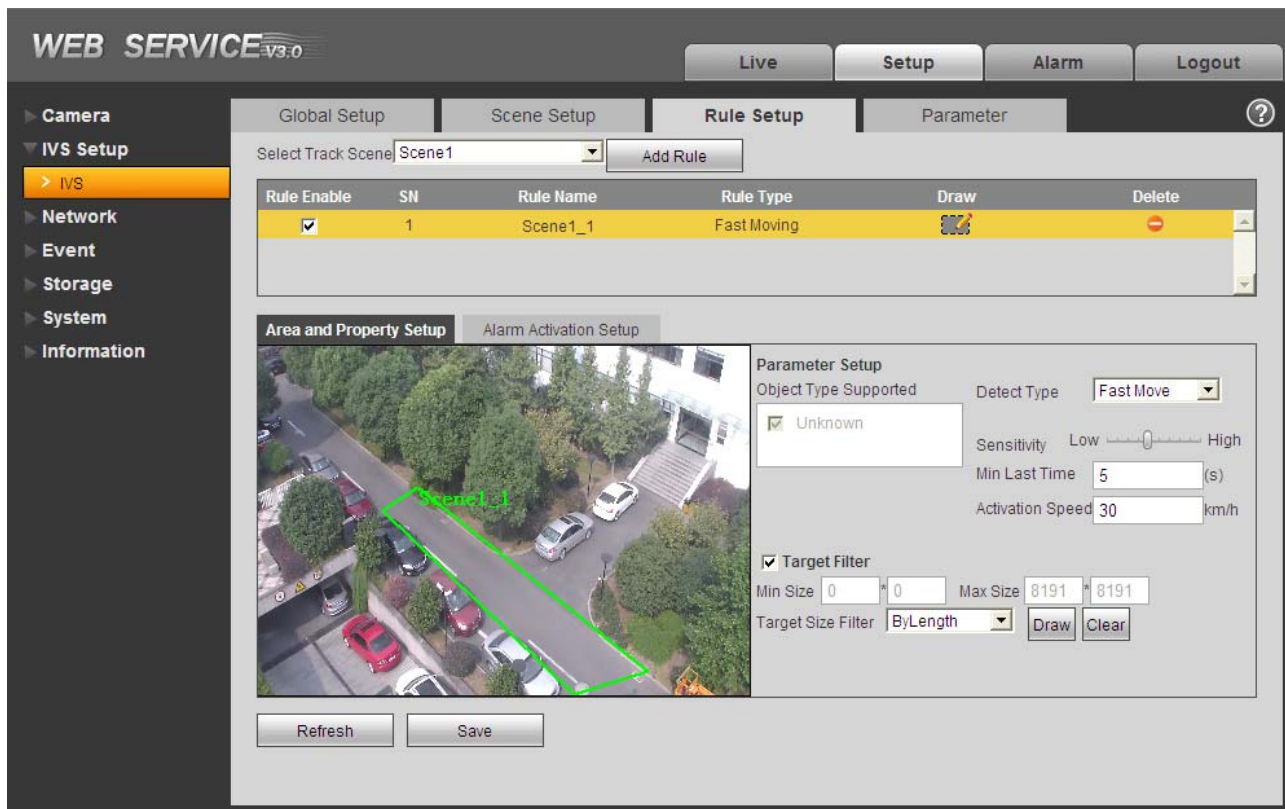 WEB SERVICE V3.0
Live Setup Alarm Logout
Camera
IVS Setup
> IVS
Network
Event
Storage
System
Information
Global Setup Scene Setup Rule Setup Parameter ?
Select Track Scene Scene1 Add Rule
Rule Enable SN Rule Name Rule Type Draw Delete
1 Scene1_1 Fast Moving
Area and Property Setup Alarm Activation Setup
Scene1_1
Parameter Setup
Object Type Supported
Unknown
Detect Type Fast Move
Sensitivity Low High
Min Last Time 5 (s)
Activation Speed 30 km/h
Target Filter
Min Size 0 * 0 Max Size 8191 * 8191
Target Size Filter ByLength Draw Clear
Refresh Save